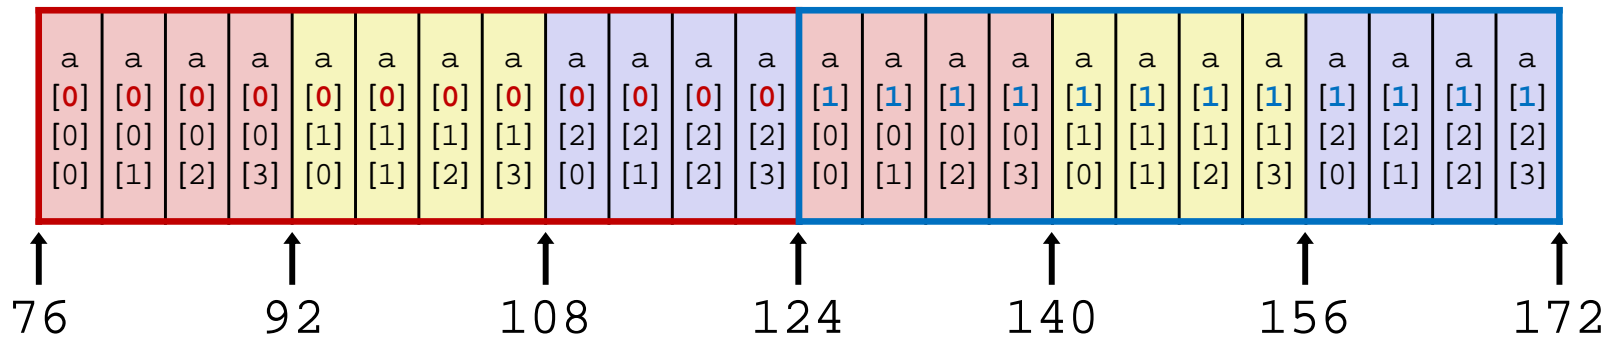 a a a a a a a a a a a a a a a a a a a a a a a a
[0] [0] [0] [0] [0] [0] [0] [0] [0] [0] [0] [0] [1] [1] [1] [1] [1] [1] [1] [1] [1] [1] [1] [1]
[0] [0] [0] [0] [1] [1] [1] [1] [2] [2] [2] [2] [0] [0] [0] [0] [1] [1] [1] [1] [2] [2] [2] [2]
[0] [1] [2] [3] [0] [1] [2] [3] [0] [1] [2] [3] [0] [1] [2] [3] [0] [1] [2] [3] [0] [1] [2] [3]
76 92 108 124 140 156 172